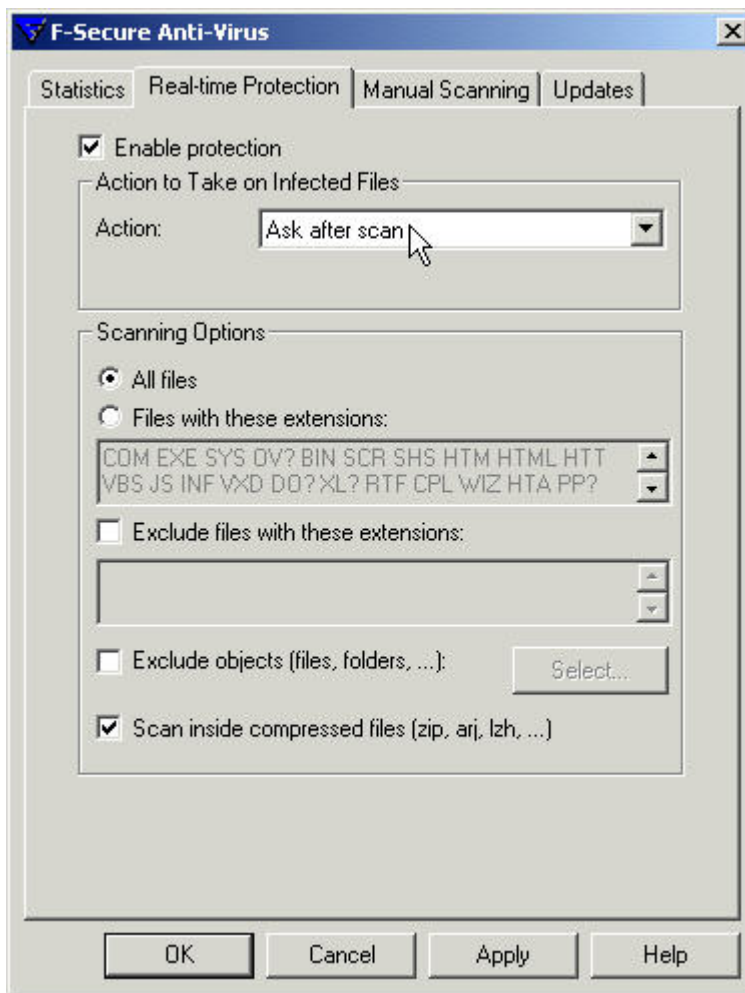 F-Secure Anti-Virus
Statistics Real-time Protection Manual Scanning Updates
Enable protection
Action to Take on Infected Files
Action: Ask after scan
Scanning Options
All files
Files with these extensions:
COM EXE SYS OV? BIN SCR SHS HTM HTML HTT
VBS JS INF VXD DO? XL? RTF CPL WIZ HTA PP?
Exclude files with these extensions:
Exclude objects (files, folders, ...): Select...
Scan inside compressed files (zip, arj, lzh, ...)
OK Cancel Apply Help